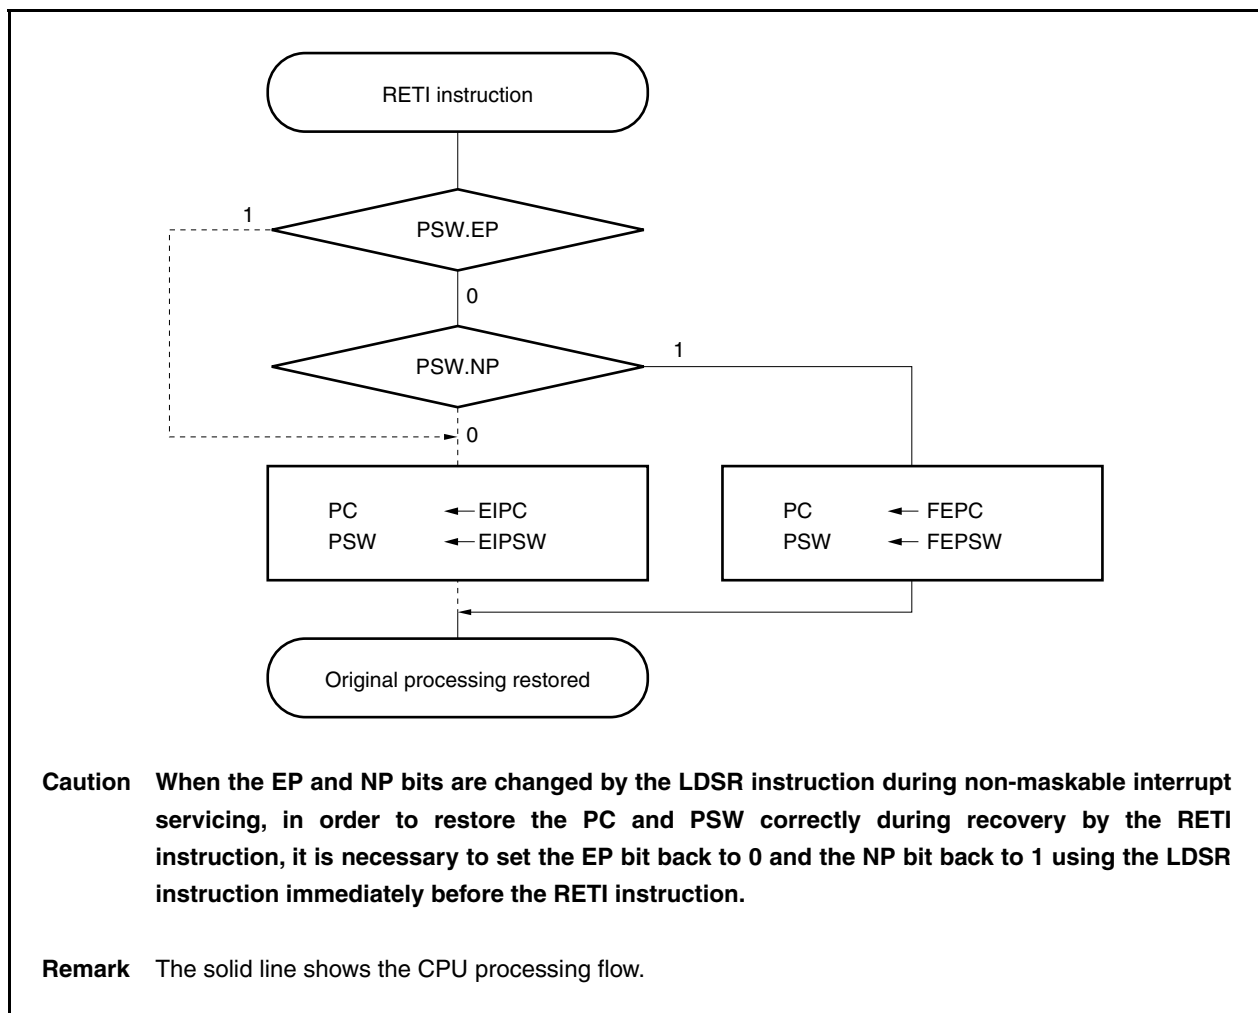 RETI instruction
1
PSW.EP
0
PSW.NP
1
0
PC ← EIPC
PSW ← EIPSW
PC ← FEPC
PSW ← FEPSW
Original processing restored
Caution When the EP and NP bits are changed by the LDSR instruction during non-maskable interrupt
servicing, in order to restore the PC and PSW correctly during recovery by the RETI
instruction, it is necessary to set the EP bit back to 0 and the NP bit back to 1 using the LDSR
instruction immediately before the RETI instruction.
Remark The solid line shows the CPU processing flow.